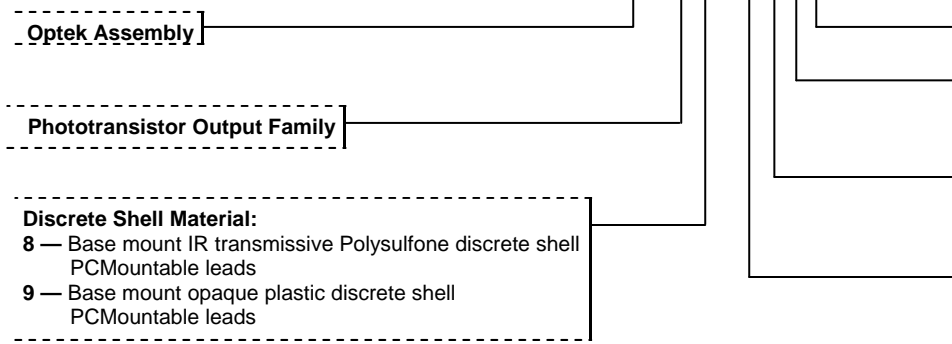 Optek Assembly
Phototransistor Output Family
Discrete Shell Material:
8 — Base mount IR transmissive Polysulfone discrete shell
PCMountable leads
9 — Base mount opaque plastic discrete shell
PCMountable leads